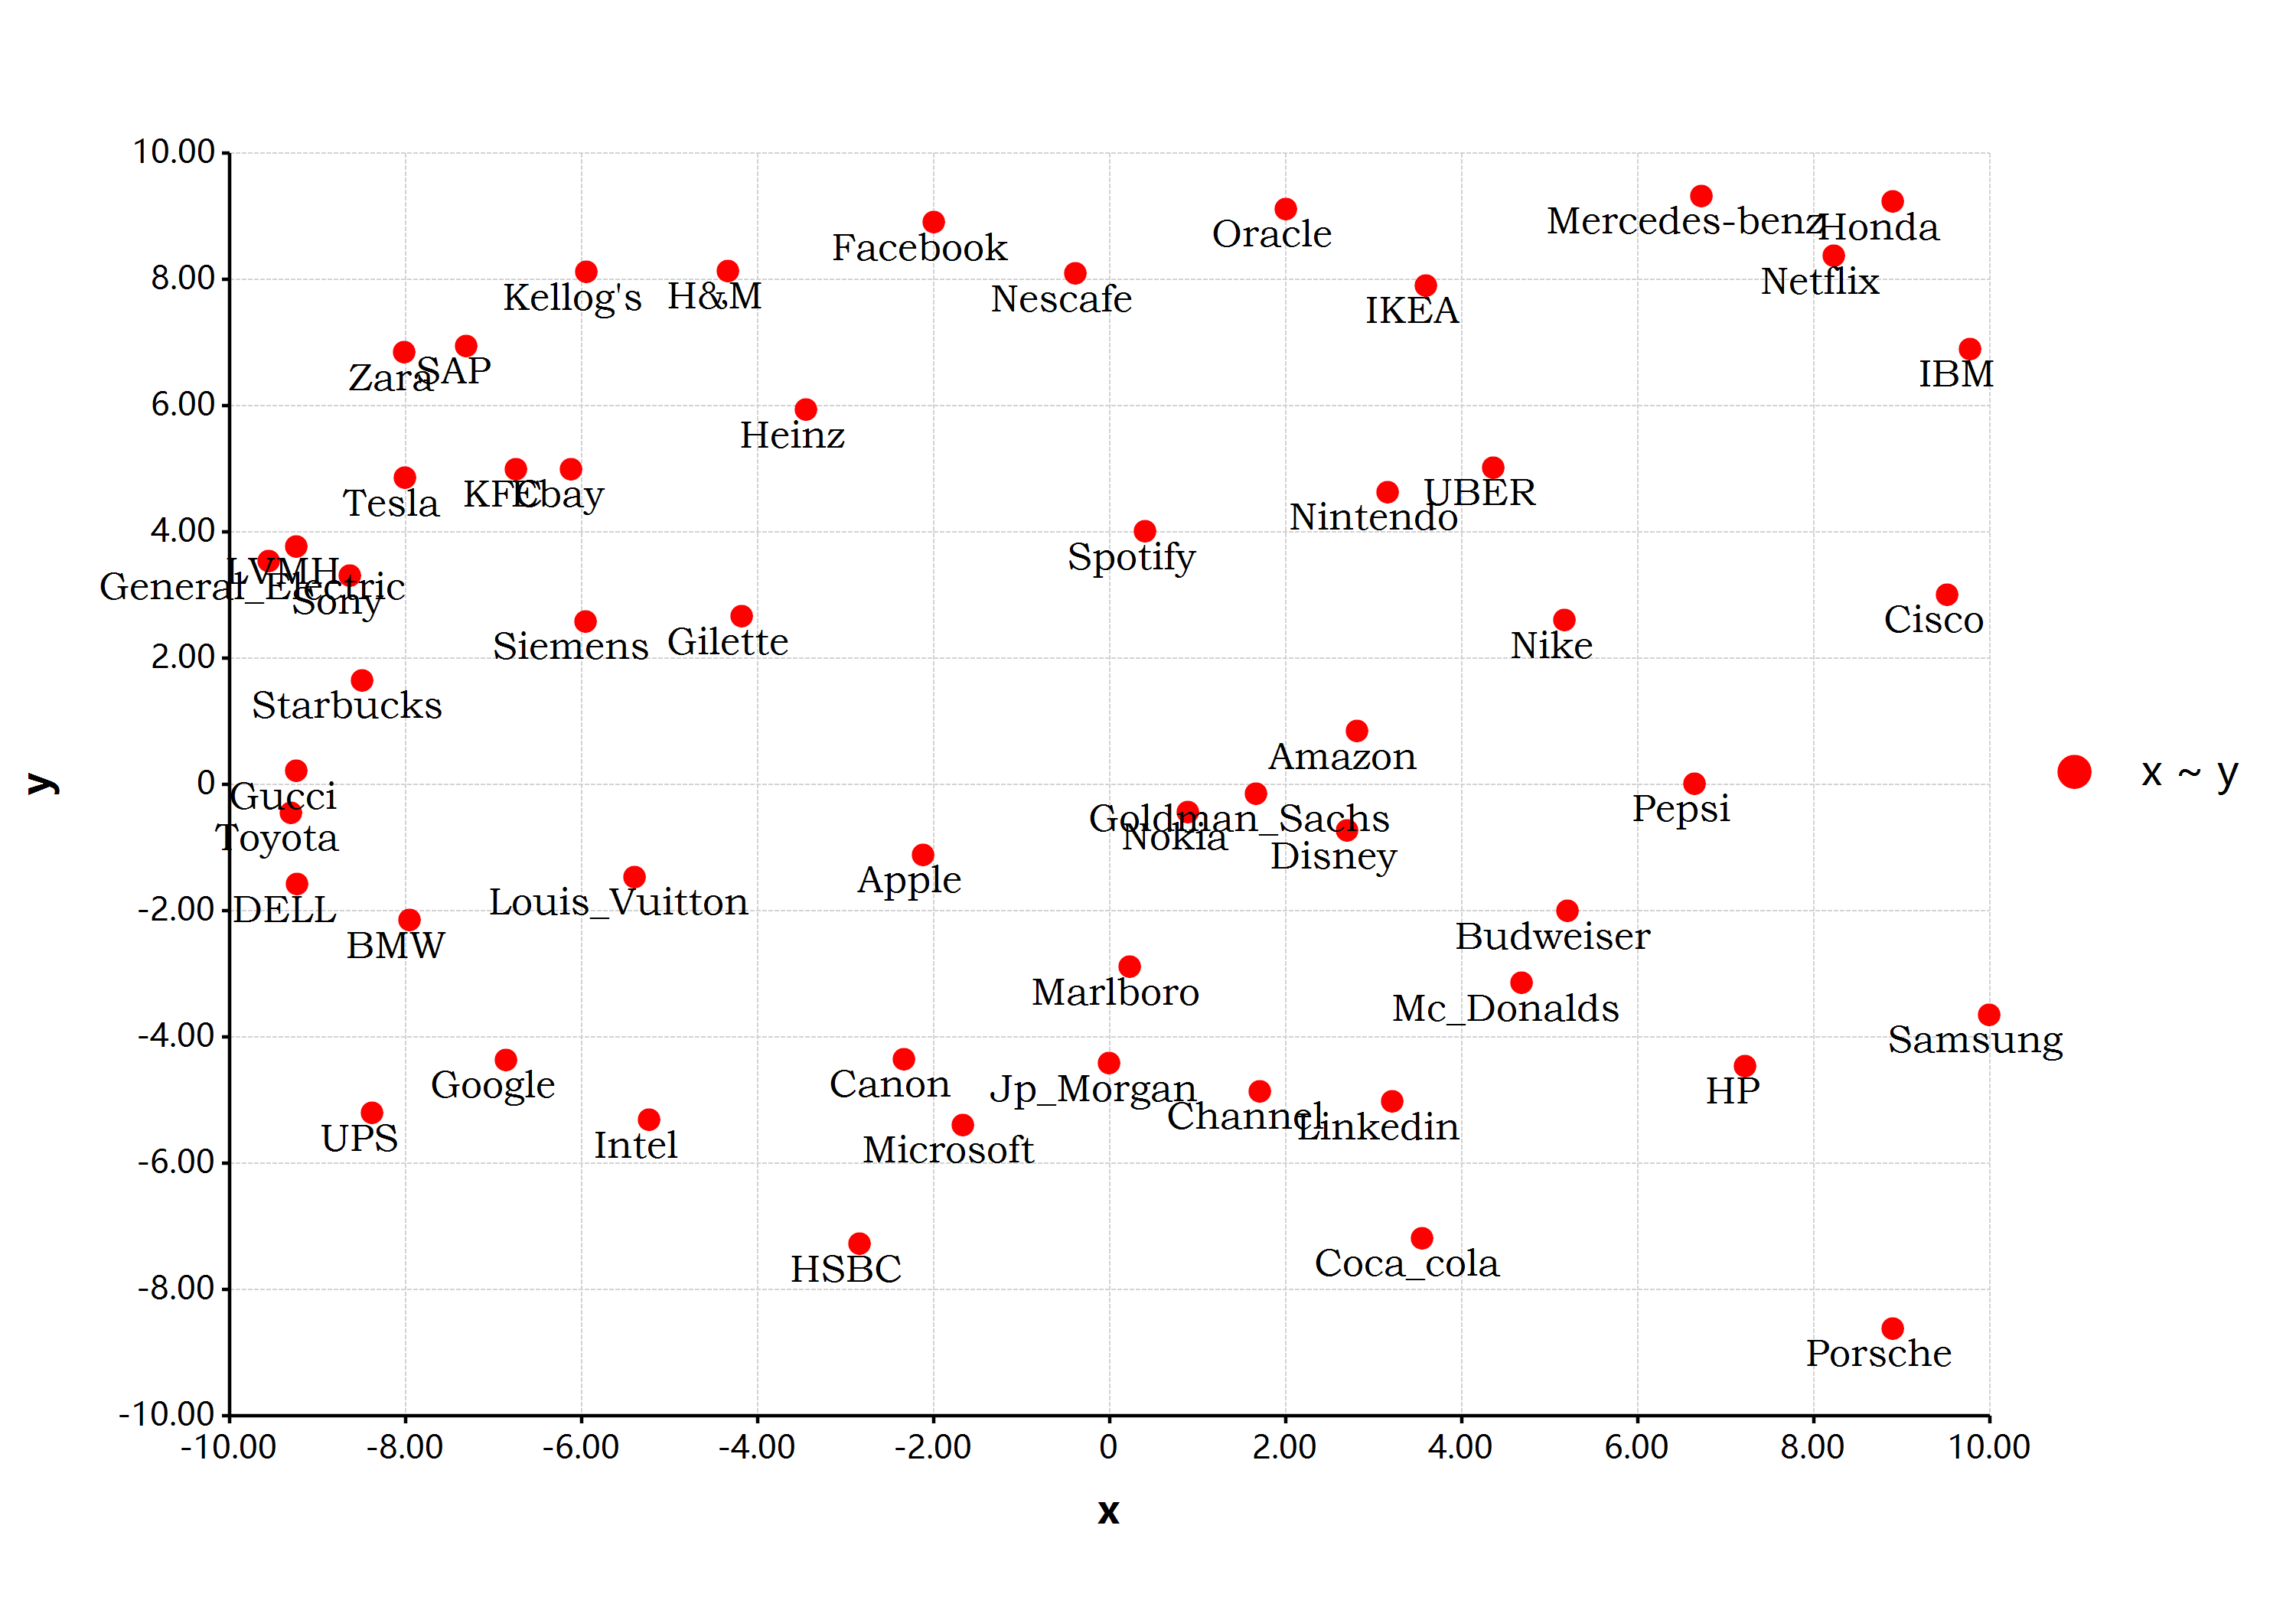 10.00
Mercedes-benz
Honda
Oracle
Facebook
Netflix
8.00
Kellog's
H&M
Nescafe
IKEA
Zara
SAP
IBM
6.00
Heinz
Tesla
KFC
Ebay
UBER
Nintendo
4.00
Spotify
LVMH
General_Electric
Sony
Siemens
Gilette
Nike
Cisco
2.00
Starbucks
Amazon
y
0
x ~ y
Gucci
Pepsi
Goldman_Sachs
Toyota
Nokia
Disney
Apple
Louis_Vuitton
-2.00
DELL
BMW
Budweiser
Marlboro
Mc_Donalds
-4.00
Samsung
Google
Canon
Jp_Morgan
HP
Channel
Linkedin
UPS
Intel
Microsoft
-6.00
HSBC
Coca_cola
-8.00
Porsche
-10.00
-10.00 -8.00 -6.00 -4.00 -2.00 0 2.00 4.00 6.00 8.00 10.00
x